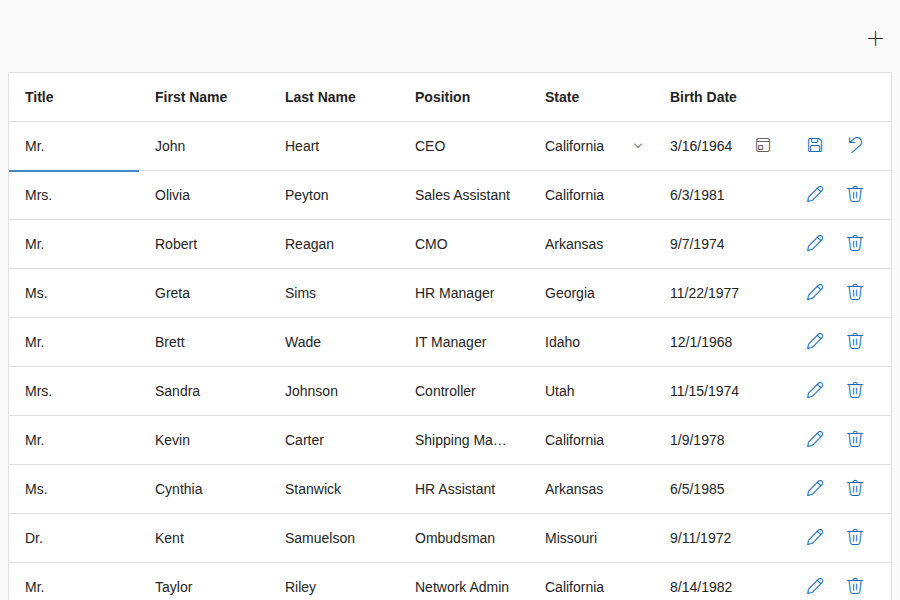 Title First Name Last Name Position State Birth Date
Mr. John Heart CEO California 3/16/1964
Mrs. Olivia Peyton Sales Assistant California 6/3/1981
Mr. Robert Reagan CMO Arkansas 9/7/1974
Ms. Greta Sims HR Manager Georgia 11/22/1977
Mr. Brett Wade IT Manager Idaho 12/1/1968
Mrs. Sandra Johnson Controller Utah 11/15/1974
Mr. Kevin Carter Shipping Ma… California 1/9/1978
Ms. Cynthia Stanwick HR Assistant Arkansas 6/5/1985
Dr. Kent Samuelson Ombudsman Missouri 9/11/1972
Mr. Taylor Riley Network Admin California 8/14/1982